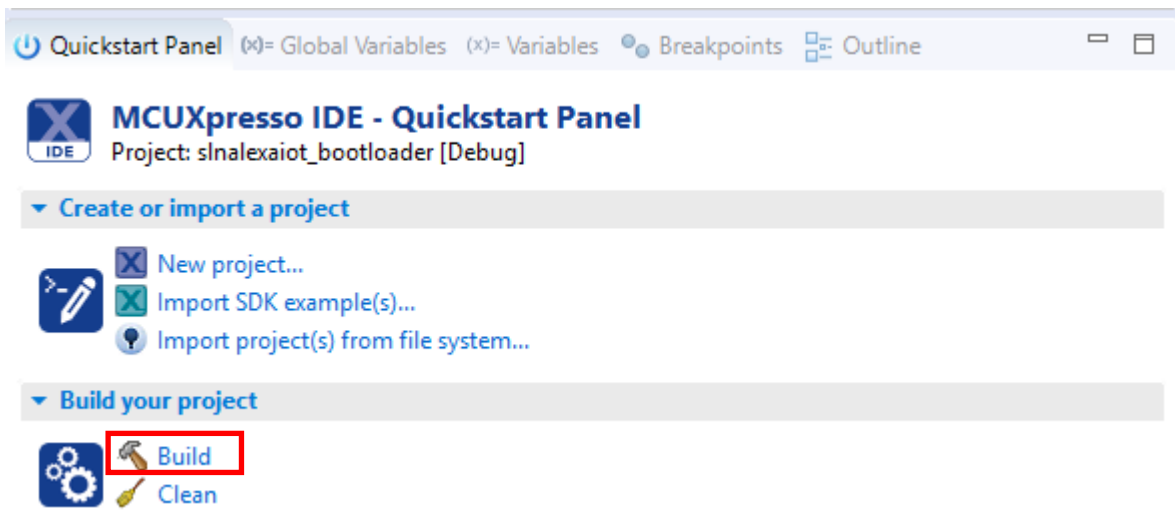 Quickstart Panel (x)= Global Variables (x)= Variables Breakpoints Outline
IDE
MCUXpresso IDE - Quickstart Panel
Project: slnalexaiot_bootloader [Debug]
Create or import a project
New project...
Import SDK example(s)...
Import project(s) from file system...
Build your project
Build
Clean